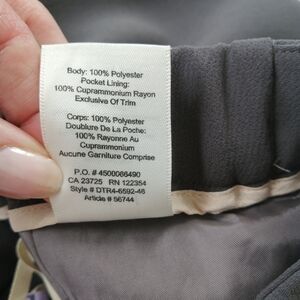 Body: 100% Polyester
Pocket Lining:
100% Cuprammonium Rayon
Exclusive Of Trim
Corps: 100% Polyester
Doublure De La Poche:
100% Rayonne Au
Cuprammonium
Aucune Garniture Comprise
P.O. # 4500086490
CA 23725 RN 122354
Style # DTR4-6592-46
Article # 56744